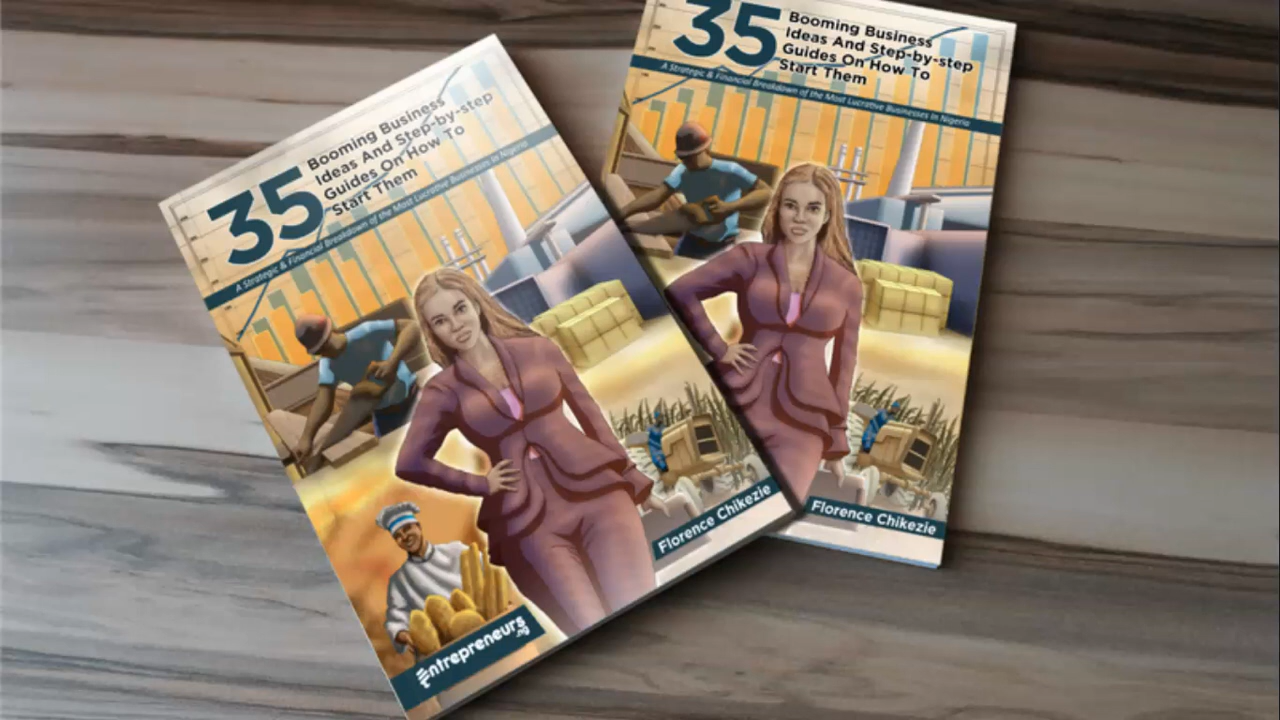 35
Booming Business
Ideas And Step-by-step
Guides On How To
Start Them
A Strategic & Financial Breakdown of the Most Lucrative Businesses In Nigeria
Florence Chikezie
Entrepreneurs
.ng
35
Booming Business
Ideas And Step-by-step
Guides On How To
Start Them
A Strategic & Financial Breakdown of the Most Lucrative Businesses In Nigeria
Florence Chikezie